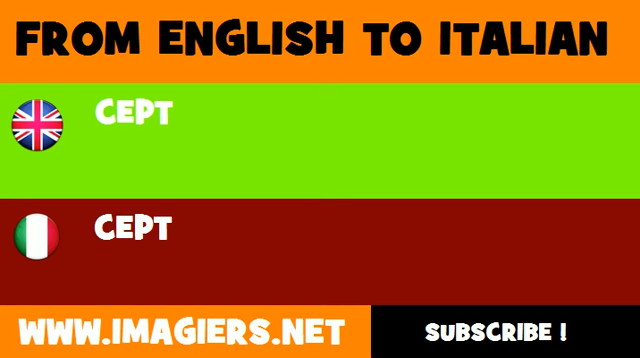 FROM ENGLISH TO ITALIAN
CEPT
CEPT
WWW.IMAGIERS.NET
SUBSCRIBE !